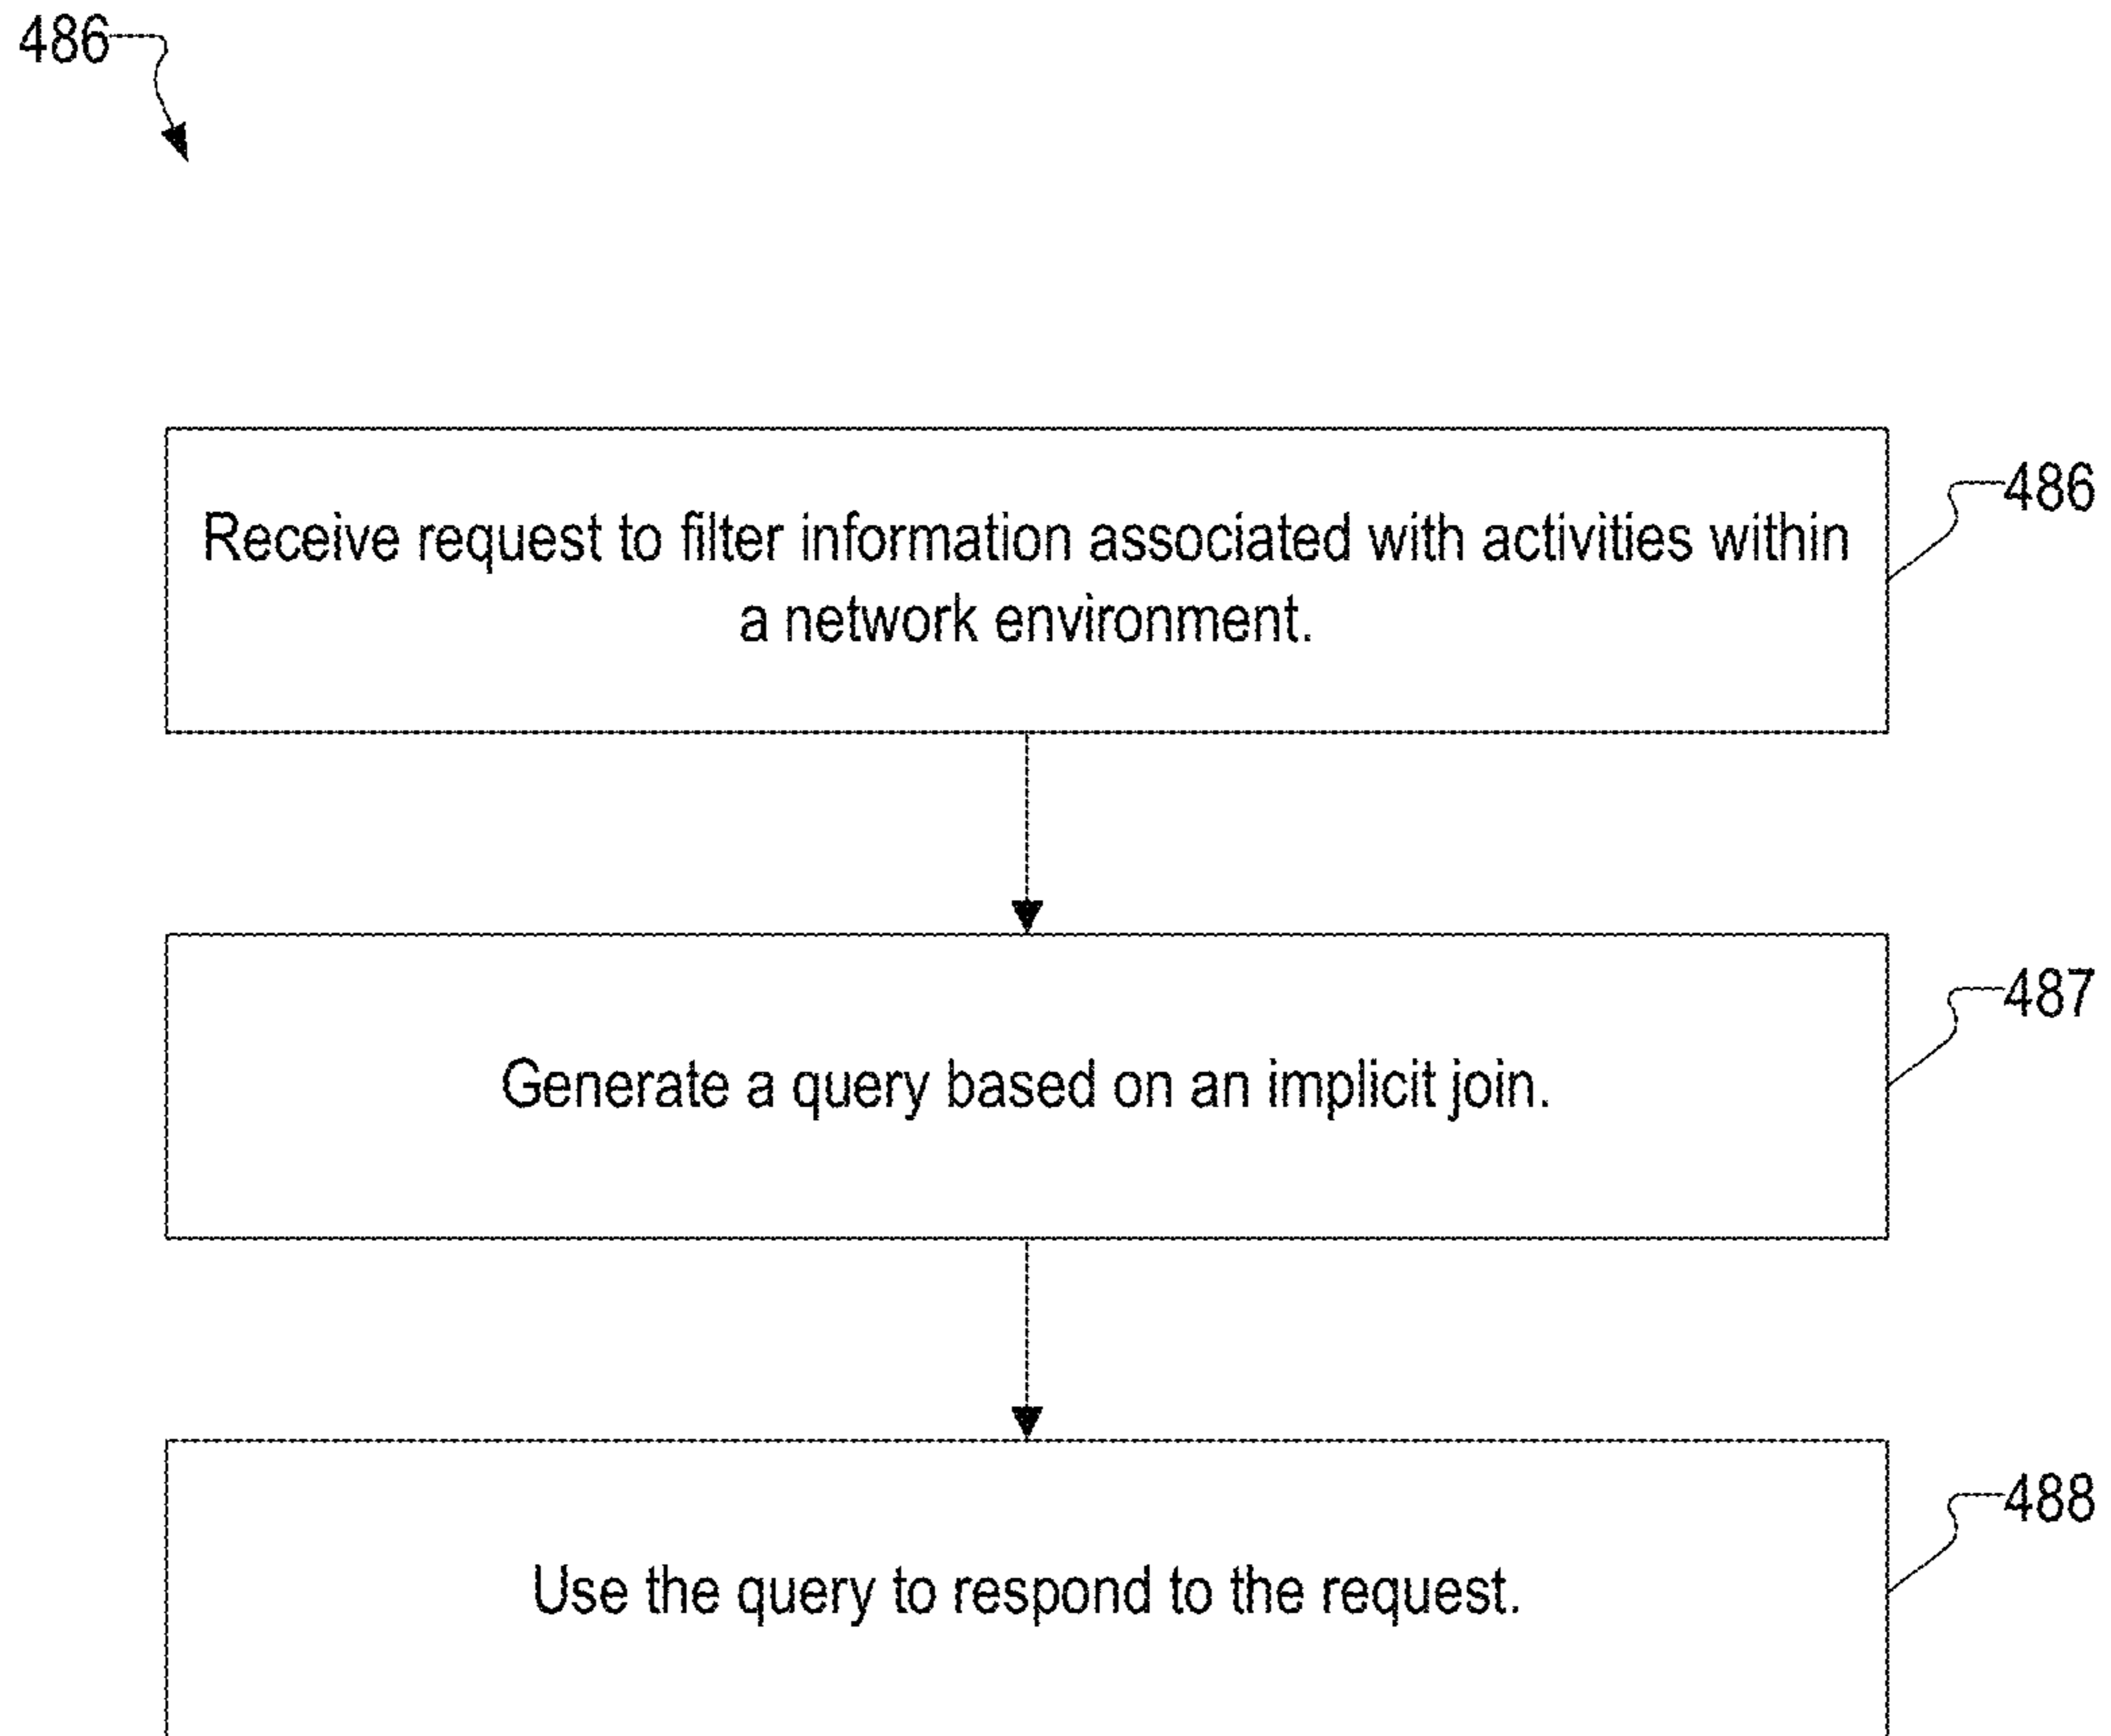 486
Receive request to filter information associated with activities within
a network environment.
486
Generate a query based on an implicit join.
487
Use the query to respond to the request.
488